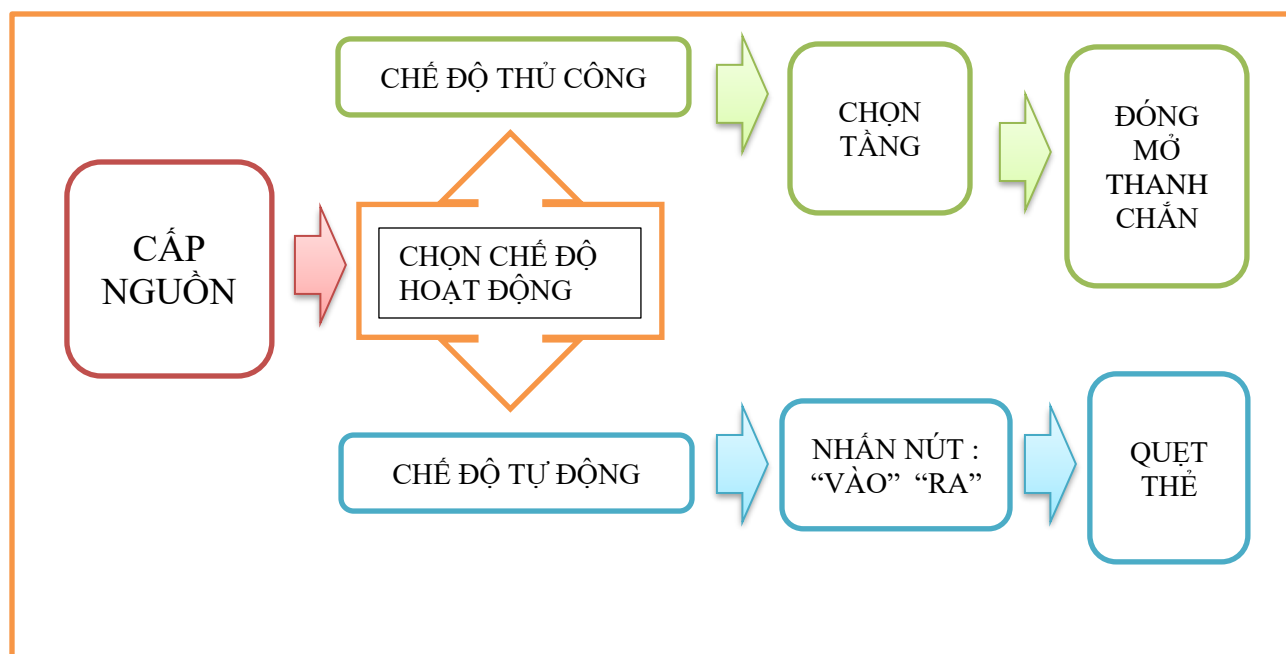 CẤP
NGUỒN
CHỌN CHẾ ĐỘ
HOẠT ĐỘNG
CHẾ ĐỘ THỦ CÔNG
CHỌN
TẦNG
ĐÓNG
MỞ
THANH
CHẮN
CHẾ ĐỘ TỰ ĐỘNG
NHẤN NÚT :
“VÀO” “RA”
QUẸT
THẺ